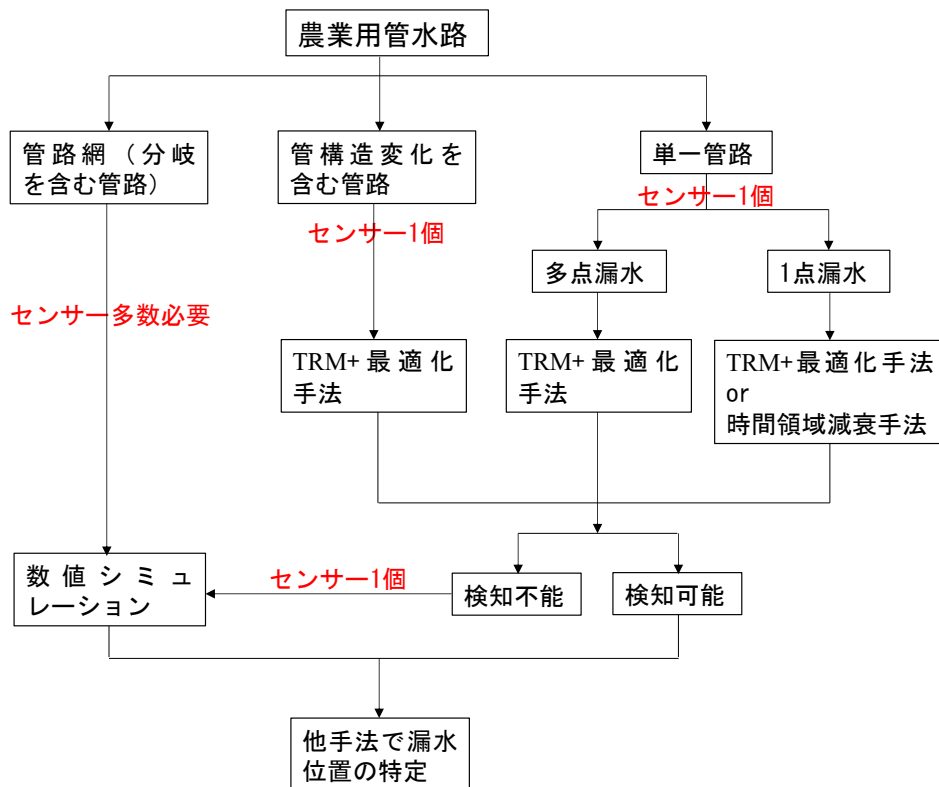 農業用管水路
管路網（分岐
を含む管路）
管構造変化を
含む管路
単一管路
センサー1個
センサー1個
多点漏水
1点漏水
センサー多数必要
TRM+最適化
手法
TRM+最適化
手法
TRM+最適化手法
or
時間領域減衰手法
数値シミュ
レーション
センサー1個
検知不能
検知可能
他手法で漏水
位置の特定